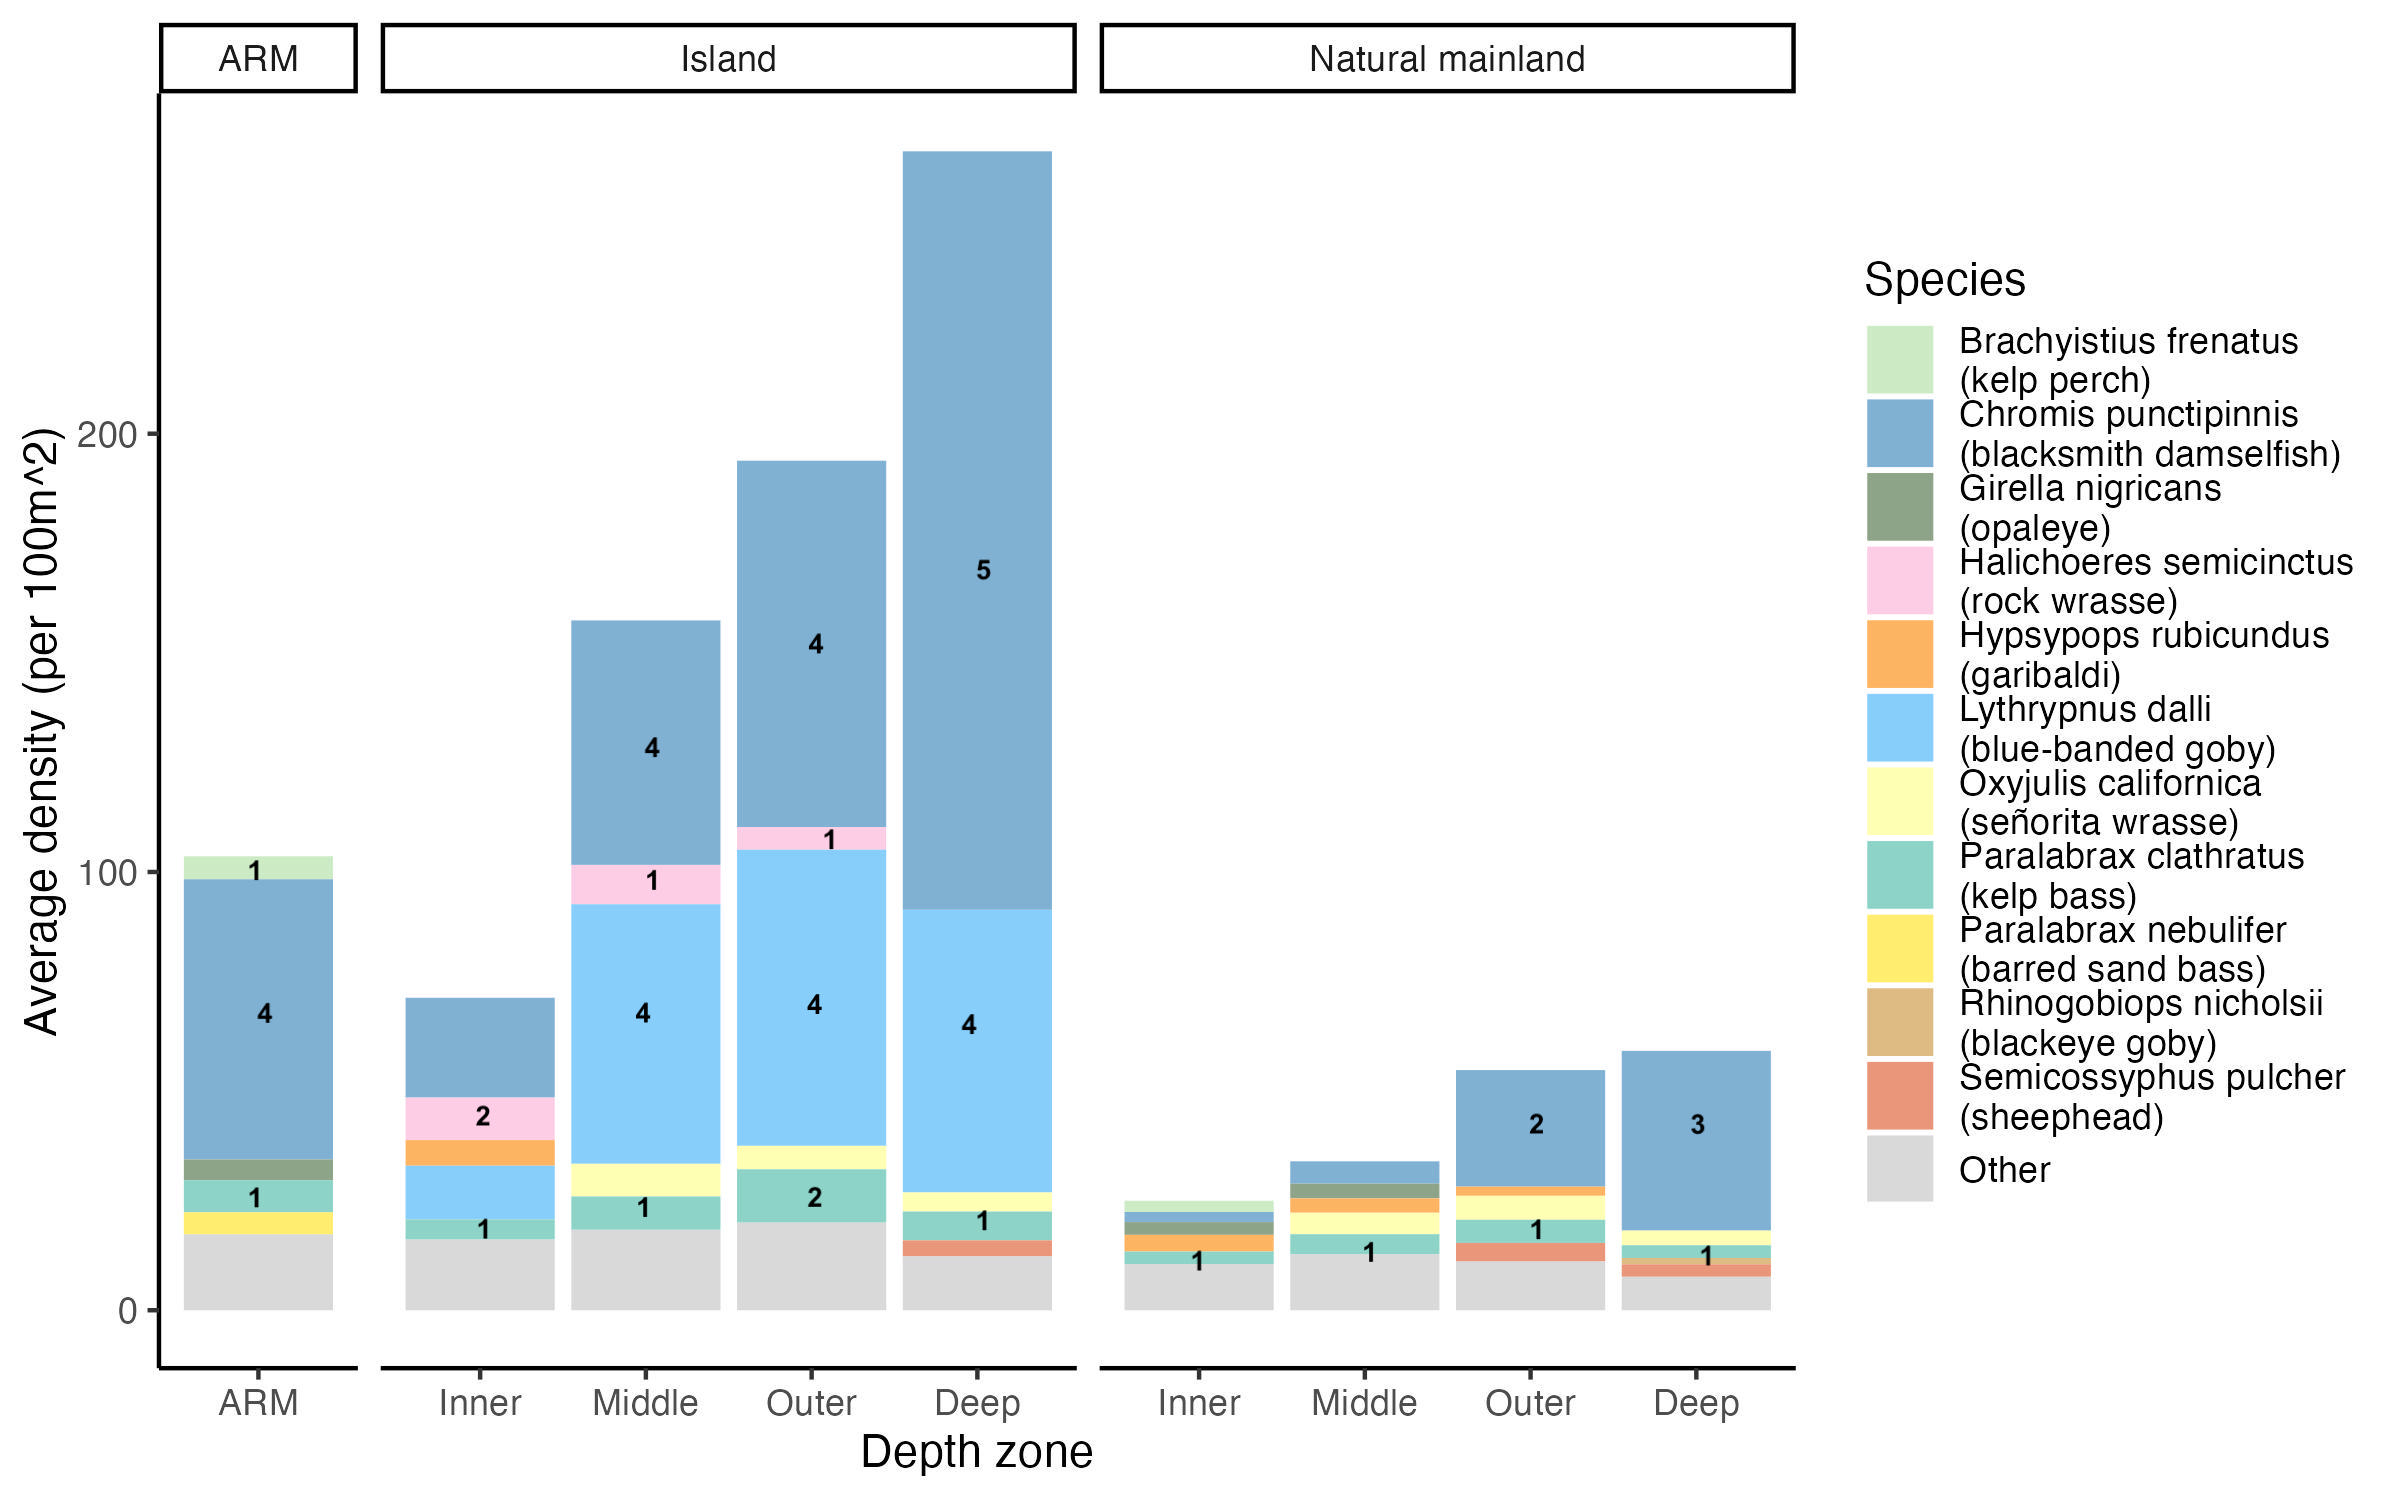 ARM
Island
Natural mainland
Average density (per 100m^2)
200
100
0
1
4
1
2
1
4
1
4
1
4
1
4
2
5
4
1
1
1
2
1
3
1
ARM
Inner
Middle
Outer
Deep
Inner
Middle
Outer
Deep
Depth zone
Species
Brachyistius frenatus
(kelp perch)
Chromis punctipinnis
(blacksmith damselfish)
Girella nigricans
(opaleye)
Halichoeres semicinctus
(rock wrasse)
Hypsypops rubicundus
(garibaldi)
Lythrypnus dalli
(blue-banded goby)
Oxyjulis californica
(señorita wrasse)
Paralabrax clathratus
(kelp bass)
Paralabrax nebulifer
(barred sand bass)
Rhinogobiops nicholsii
(blackeye goby)
Semicossyphus pulcher
(sheephead)
Other